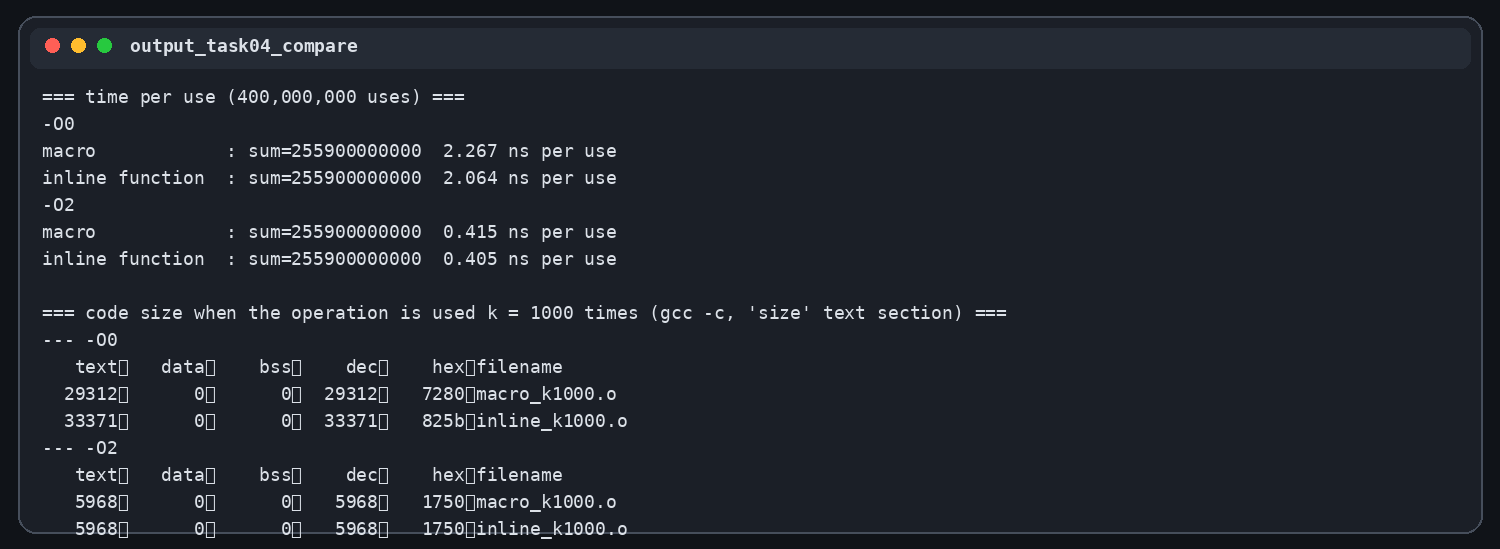 output_task04_compare
=== time per use (400,000,000 uses) ===
-O0
macro            : sum=255900000000  2.267 ns per use
inline function  : sum=255900000000  2.064 ns per use
-O2
macro            : sum=255900000000  0.415 ns per use
inline function  : sum=255900000000  0.405 ns per use
=== code size when the operation is used k = 1000 times (gcc -c, 'size' text section) ===
--- -O0
   text▯   data▯    bss▯    dec▯    hex▯filename
  29312▯      0▯      0▯  29312▯   7280▯macro_k1000.o
  33371▯      0▯      0▯  33371▯   825b▯inline_k1000.o
--- -O2
   text▯   data▯    bss▯    dec▯    hex▯filename
   5968▯      0▯      0▯   5968▯   1750▯macro_k1000.o
   5968▯      0▯      0▯   5968▯   1750▯inline_k1000.o